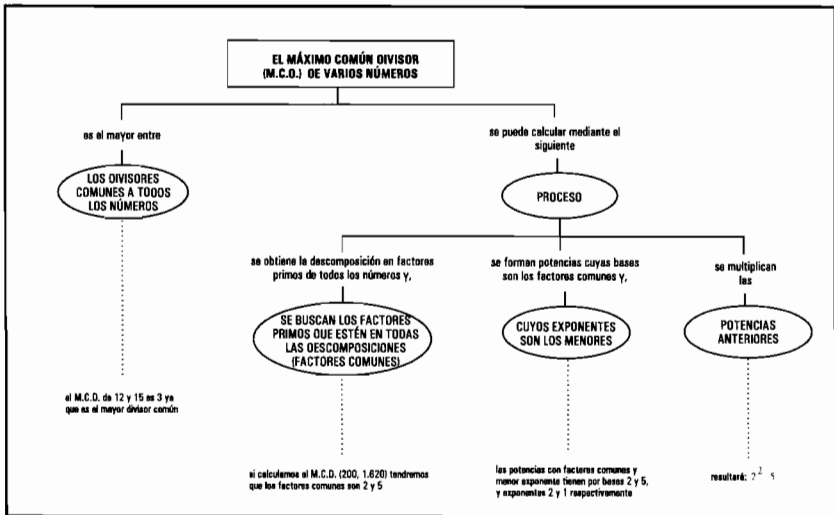 EL MÁXIMO COMÚN OIVISOR
(M.C.O.) OE VARIOS NÚMEROS
es el mayor entre
se puede calcular mediante el
siguiente
LOS OIVISORES
COMUNES A TOOOS
LOS NÚMEROS
PROCESO
se obtiene la descomposición en factores
primos de todos los números y,
se forman potencias cuyas bases
son los factores comunes y,
se multiplican
las
SE BUSCAN LOS FACTORES
PRIMOS QUE ESTÉN EN TODAS
LAS OESCOMPOSICIONES
(FACTORES COMUNES)
CUYOS EXPONENTES
SON LOS MENORES
POTENCIAS
ANTERIORES
el M.C.D. de 12 y 15 es 3 ya
que es el mayor divisor común
si calculamos el M.C.D. (200, 1.620) tendremos
que los factores comunes son 2 y 5
las potencias con factores comunes y
menor exponente tienen por bases 2 y 5,
y exponentes 2 y 1 respectivamente
resultará: 2² 5